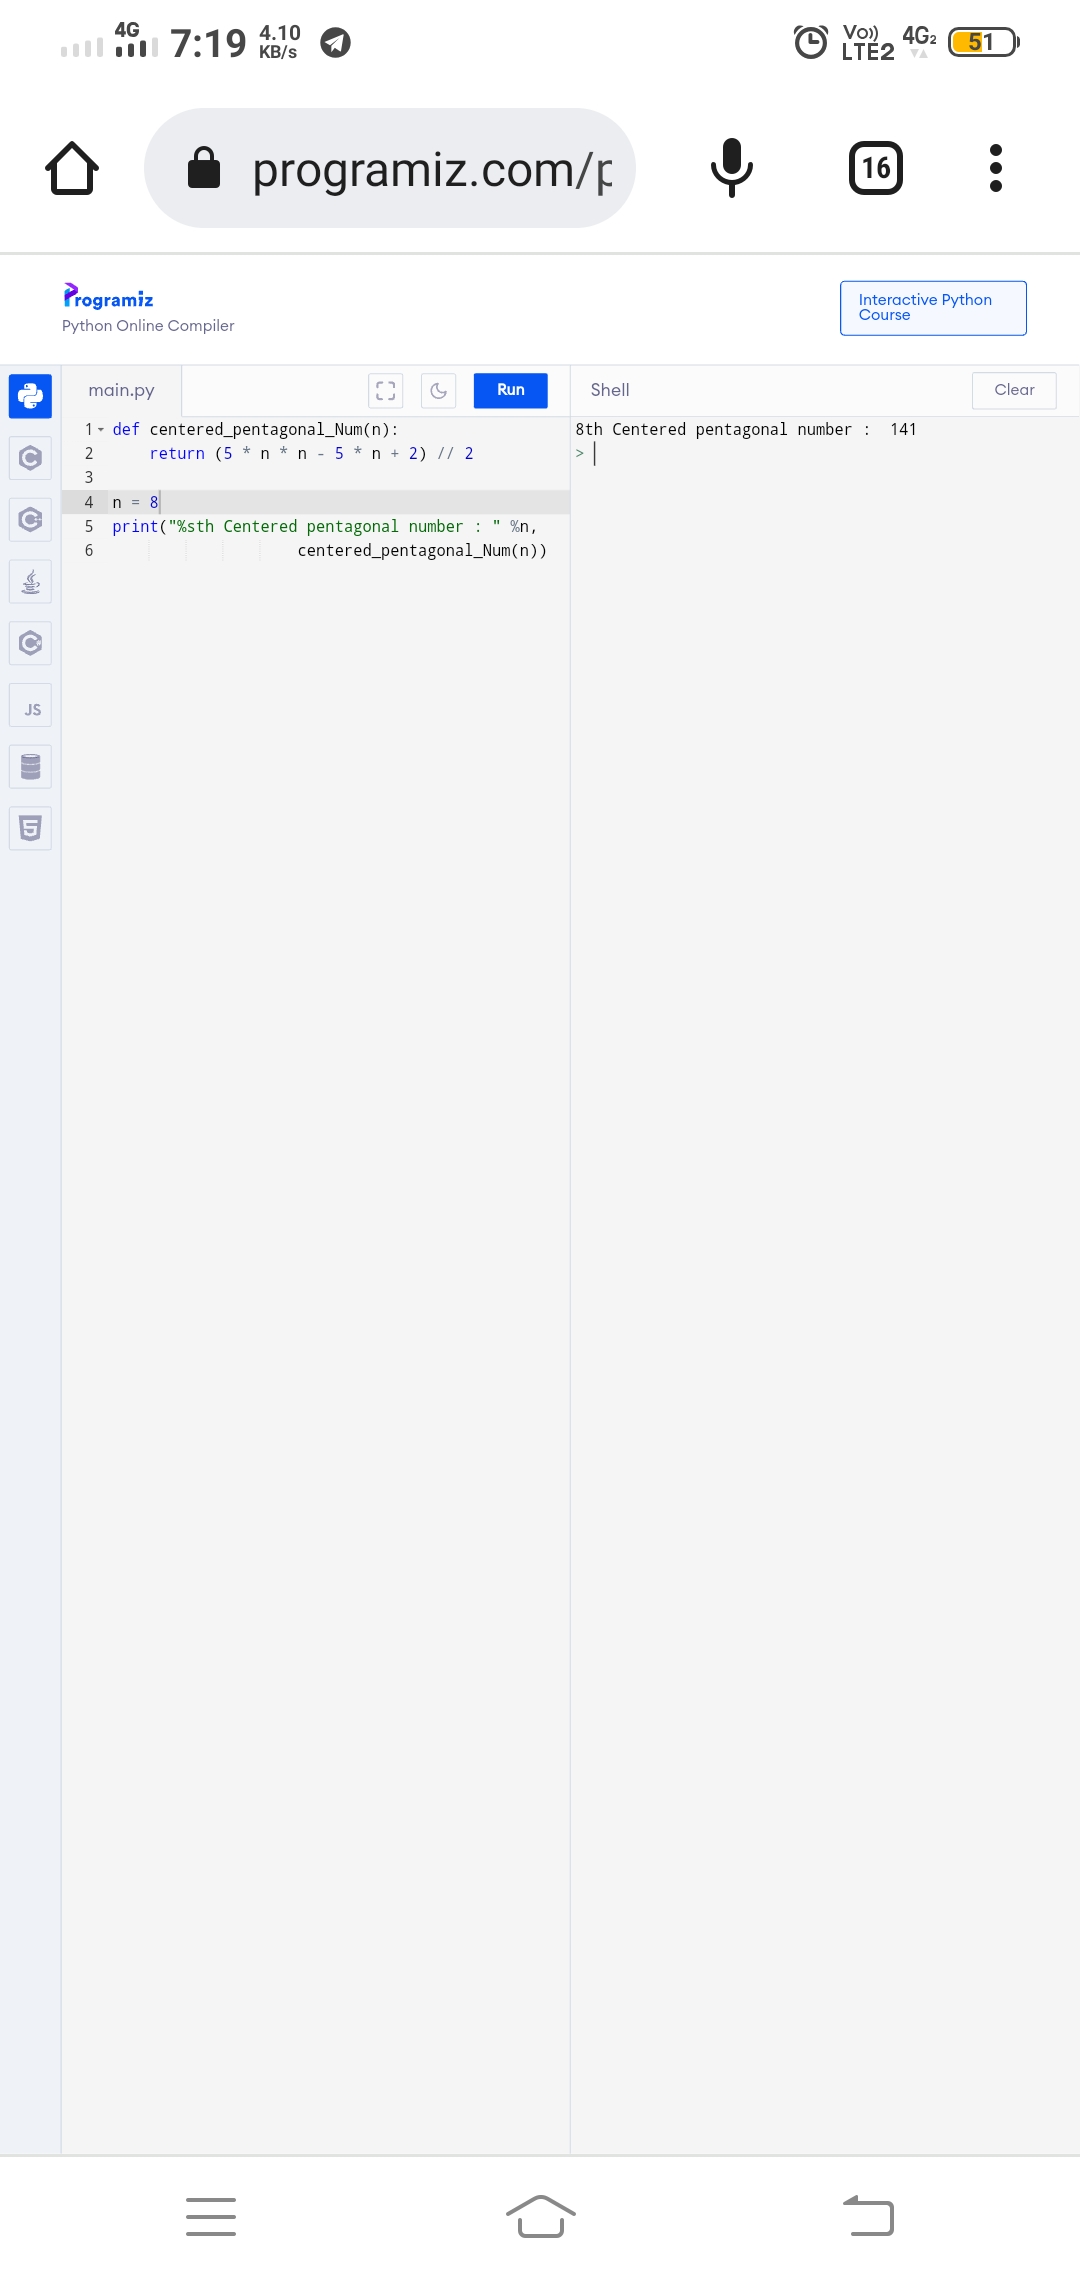 4G 7:19 4.10 KB/s Vo)) LTE2 4G2 51
programiz.com/p
16
Programiz
Python Online Compiler
Interactive Python
Course
main.py
Run
Shell
Clear
1 def centered_pentagonal_Num(n):
2     return (5 * n * n - 5 * n + 2) // 2
3
4 n = 8
5 print("%sth Centered pentagonal number : " %n,
6                     centered_pentagonal_Num(n))
8th Centered pentagonal number :  141
>
C
C
C
JS
5